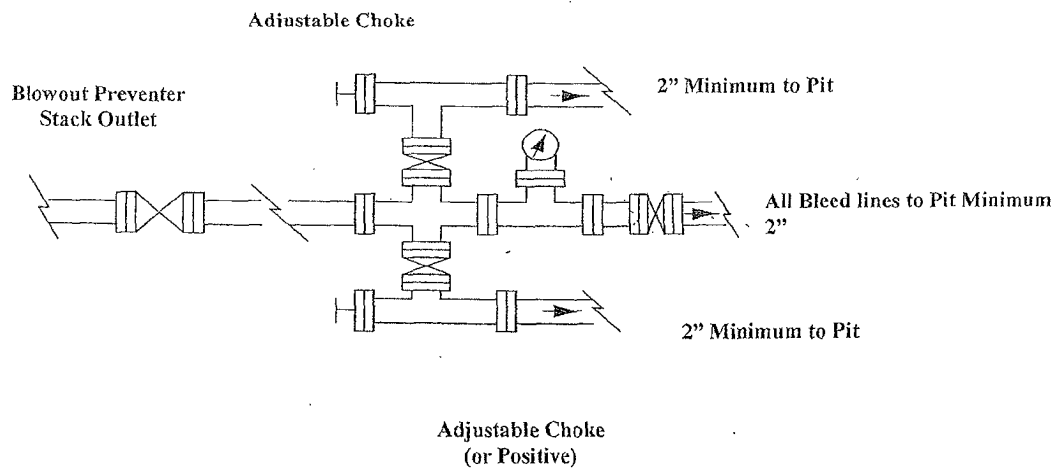 Adjustable Choke
2” Minimum to Pit
Blowout Preventer
Stack Outlet
All Bleed lines to Pit Minimum
2”
2” Minimum to Pit
Adjustable Choke
(or Positive)